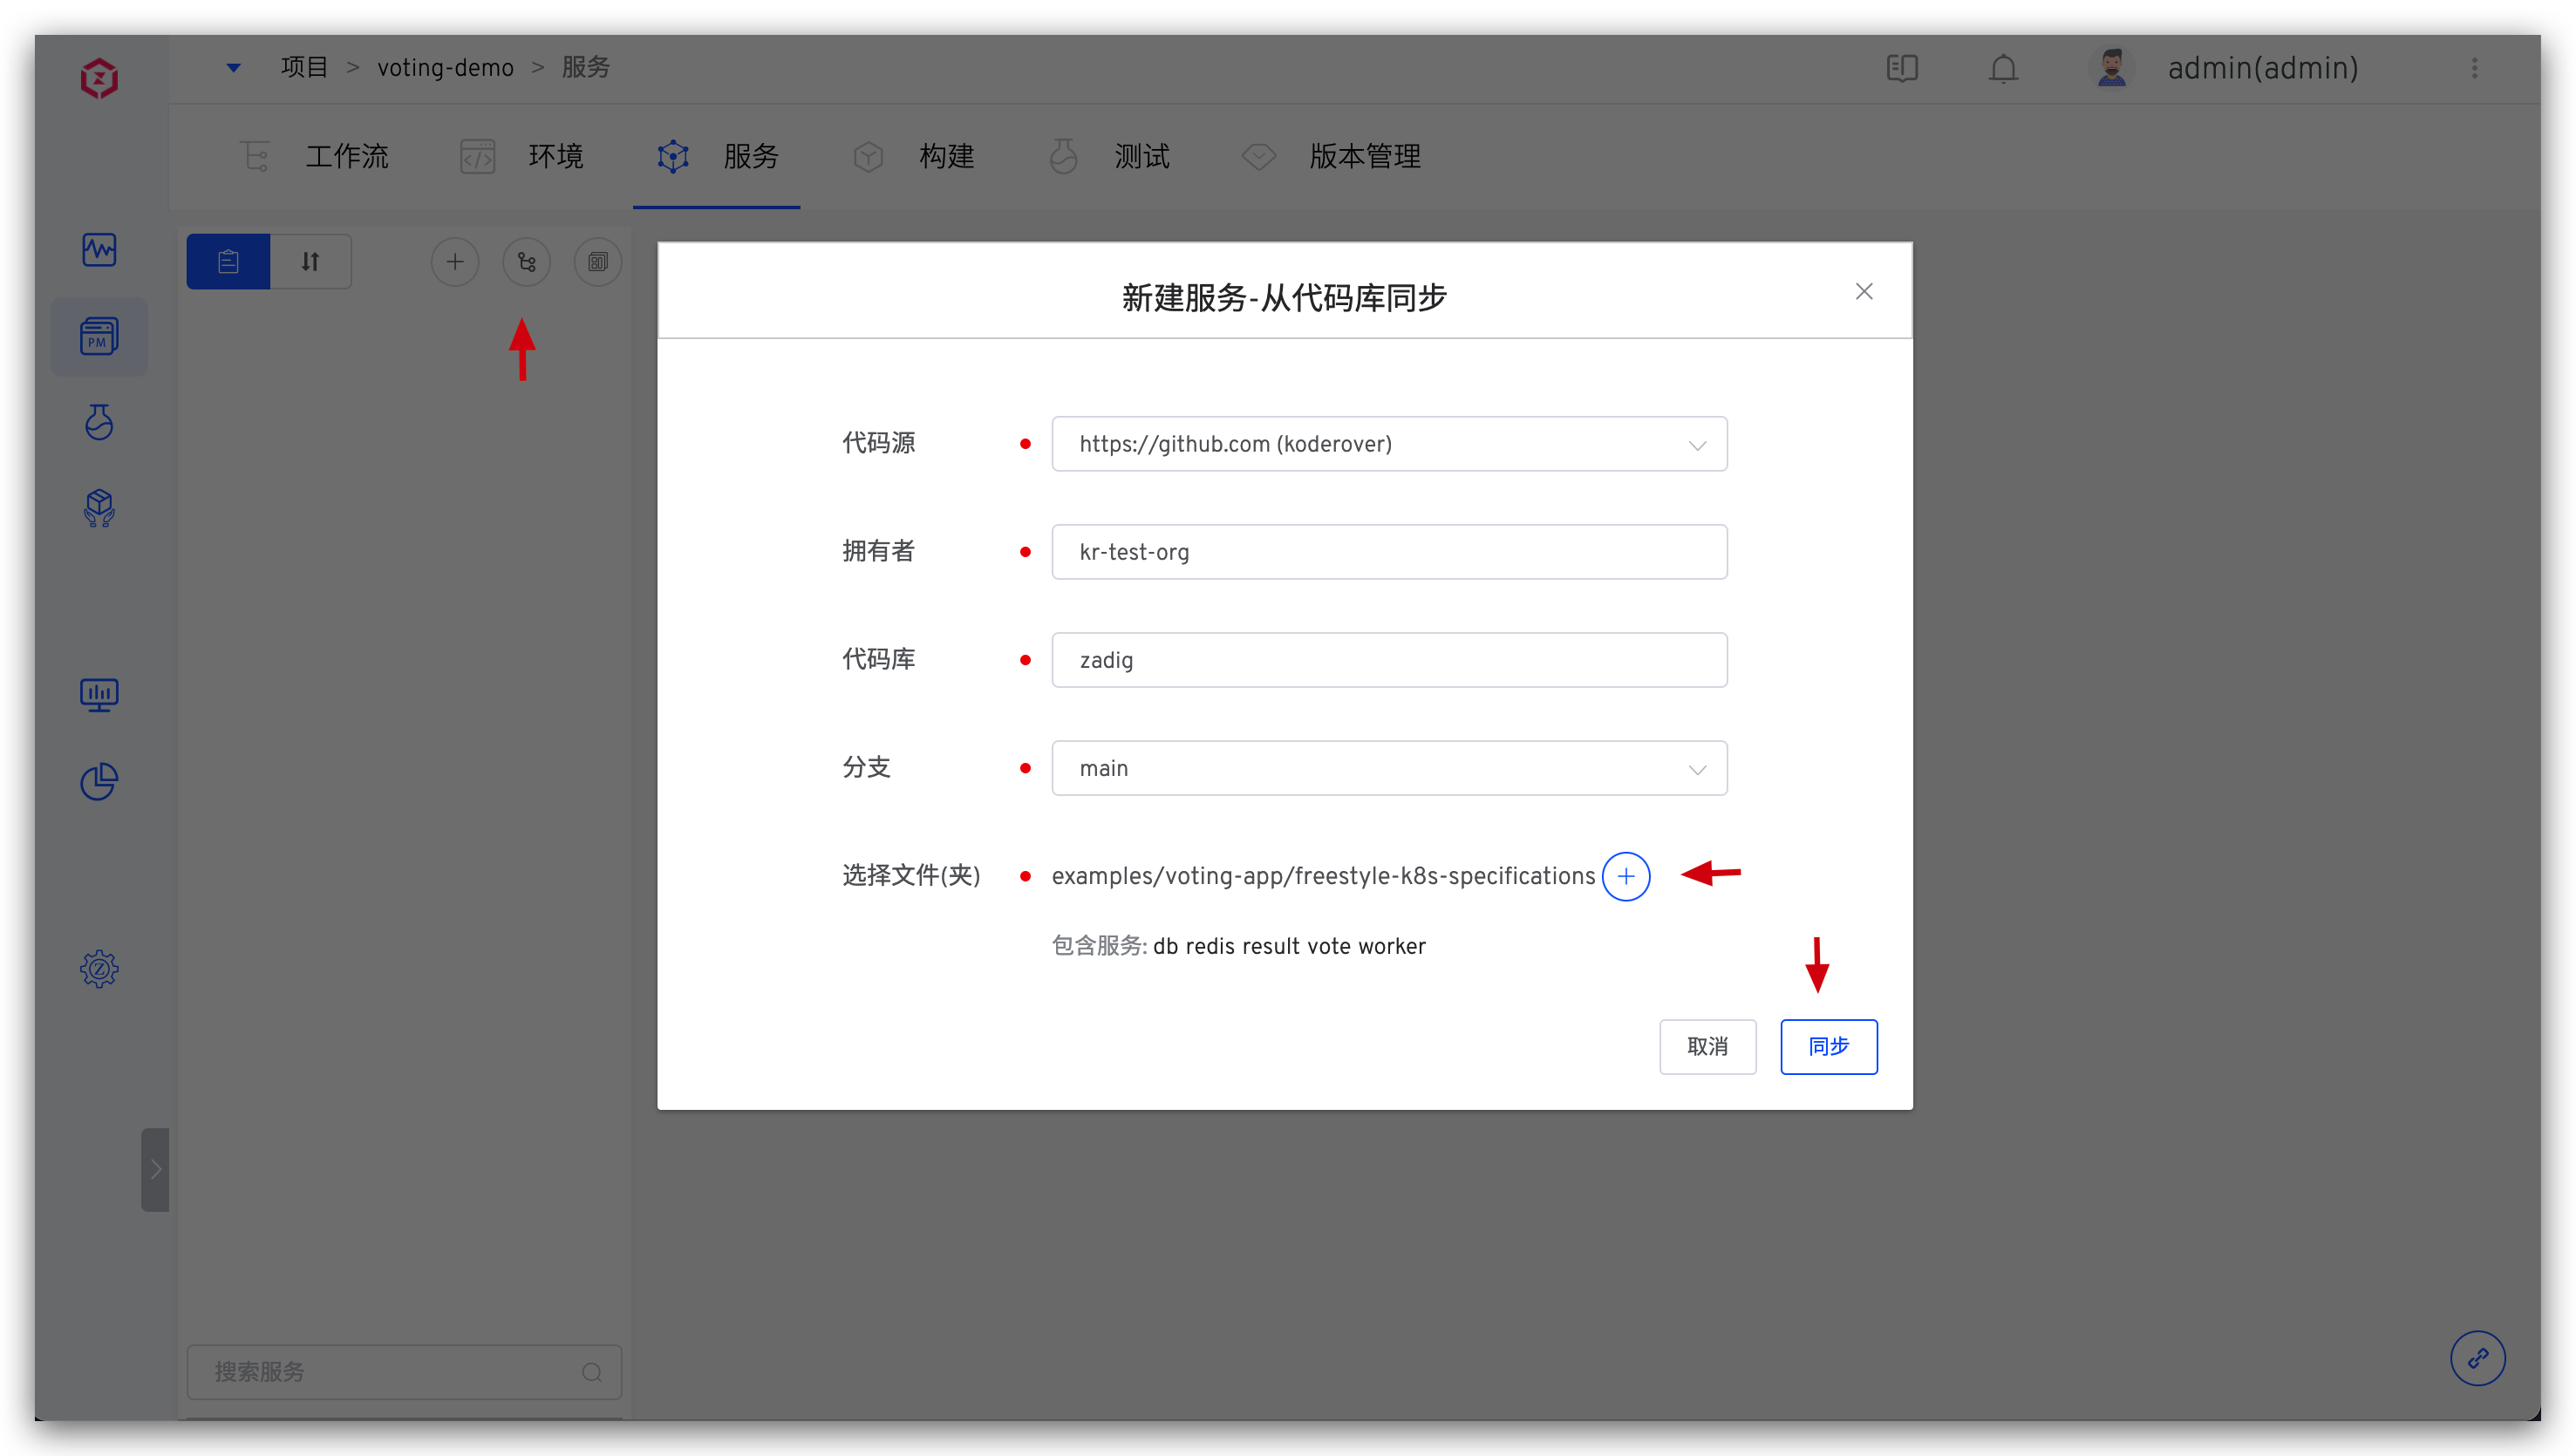 项目 > voting-demo > 服务
admin(admin)
工作流 环境 服务 构建 测试 版本管理
PM
新建服务-从代码库同步
代码源 https://github.com (koderover)
拥有者 kr-test-org
代码库 zadig
分支 main
选择文件(夹) examples/voting-app/freestyle-k8s-specifications
包含服务: db redis result vote worker
取消 同步
搜索服务